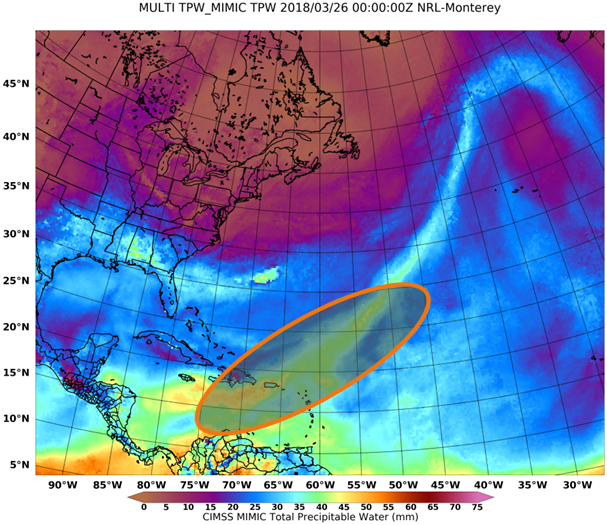 MULTI TPW_MIMIC TPW 2018/03/26 00:00:00Z NRL-Monterey
45°N
40°N
35°N
30°N
25°N
20°N
15°N
10°N
5°N
90°W 85°W 80°W 75°W 70°W 65°W 60°W 55°W 50°W 45°W 40°W 35°W 30°W
0 5 10 15 20 25 30 35 40 45 50 55 60 65 70 75
CIMSS MIMIC Total Precipitable Water (mm)